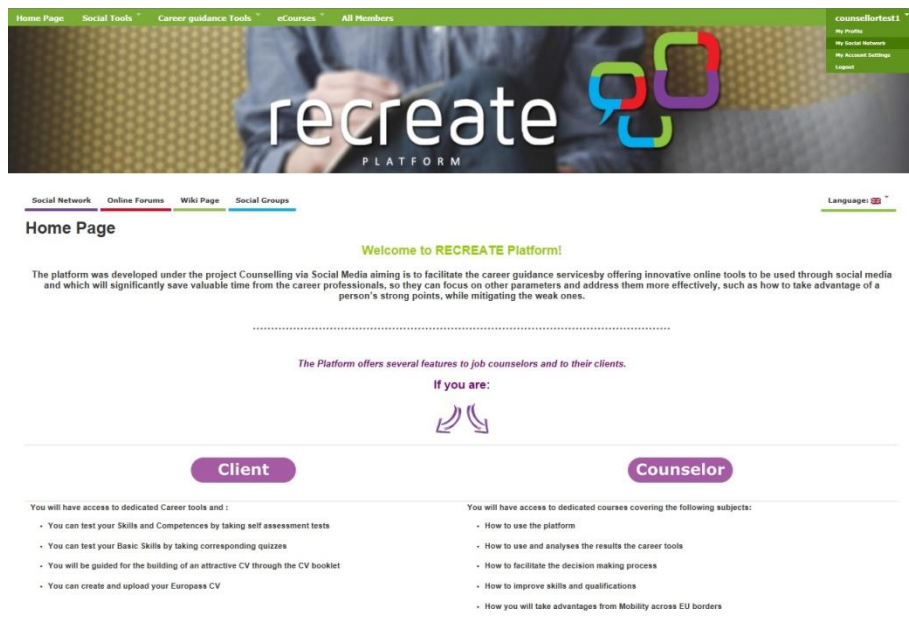 Home Page Social Tools Career guidance Tools eCourses All Members counsellortest1
My Profile
My Social Network
My Account Settings
Logout
recreate
PLATFORM
Social Network Online Forums Wiki Page Social Groups Language:
Home Page
Welcome to RECREATE Platform!
The platform was developed under the project Counselling via Social Media aiming is to facilitate the career guidance servicesby offering innovative online tools to be used through social media
and which will significantly save valuable time from the career professionals, so they can focus on other parameters and address them more effectively, such as how to take advantage of a
person's strong points, while mitigating the weak ones.
The Platform offers several features to job counselors and to their clients.
If you are:
Client
You will have access to dedicated Career tools and :
• You can test your Skills and Competences by taking self assessment tests
• You can test your Basic Skills by taking corresponding quizzes
• You will be guided for the building of an attractive CV through the CV booklet
• You can create and upload your Europass CV
Counselor
You will have access to dedicated courses covering the following subjects:
• How to use the platform
• How to use and analyses the results the career tools
• How to facilitate the decision making process
• How to improve skills and qualifications
• How you will take advantages from Mobility across EU borders